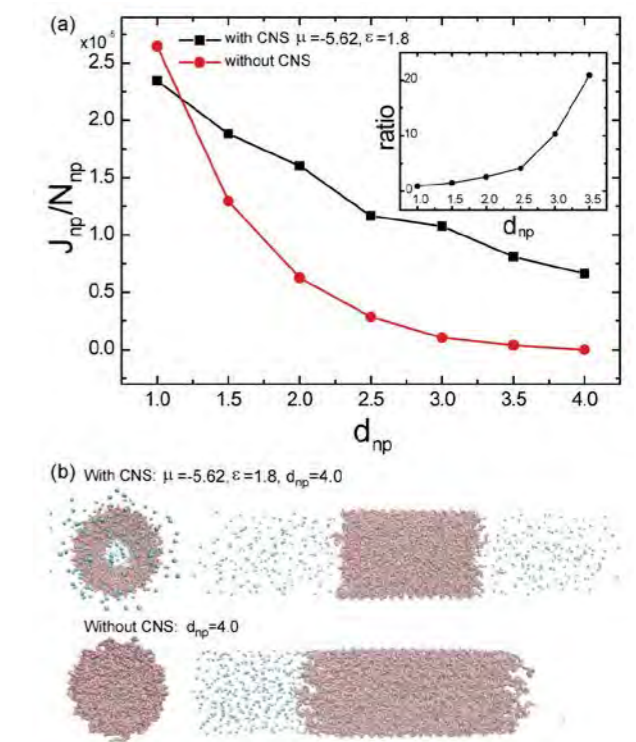 (a)
x10⁻⁵
with CNS μ=-5.62, ε=1.8
without CNS
2.5
2.0
1.5
1.0
0.5
0.0
J_np/N_np
1.0 1.5 2.0 2.5 3.0 3.5 4.0
d_np
20
10
0
ratio
1.0 1.5 2.0 2.5 3.0 3.5
d_np
(b) With CNS: μ=-5.62, ε=1.8, d_np=4.0
Without CNS: d_np=4.0